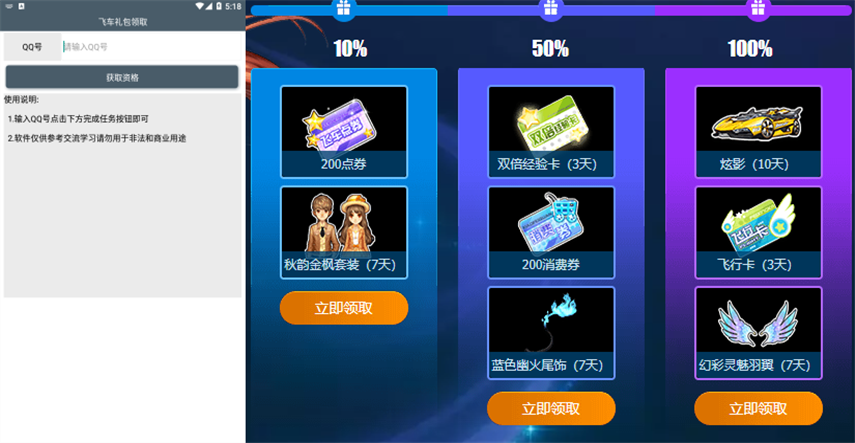 5:18
飞车礼包领取
QQ号
请输入QQ号
获取资格
使用说明:
1.输入QQ号点击下方完成任务按钮即可
2.软件仅供参考交流学习请勿用于非法和商业用途
10%
飞车点券
200点券
秋韵金枫套装（7天）
立即领取
50%
双倍经验卡
双倍经验卡（3天）
消费券
200消费券
蓝色幽火尾饰（7天）
立即领取
100%
炫影（10天）
飞行卡
飞行卡（3天）
幻彩灵魅羽翼（7天）
立即领取